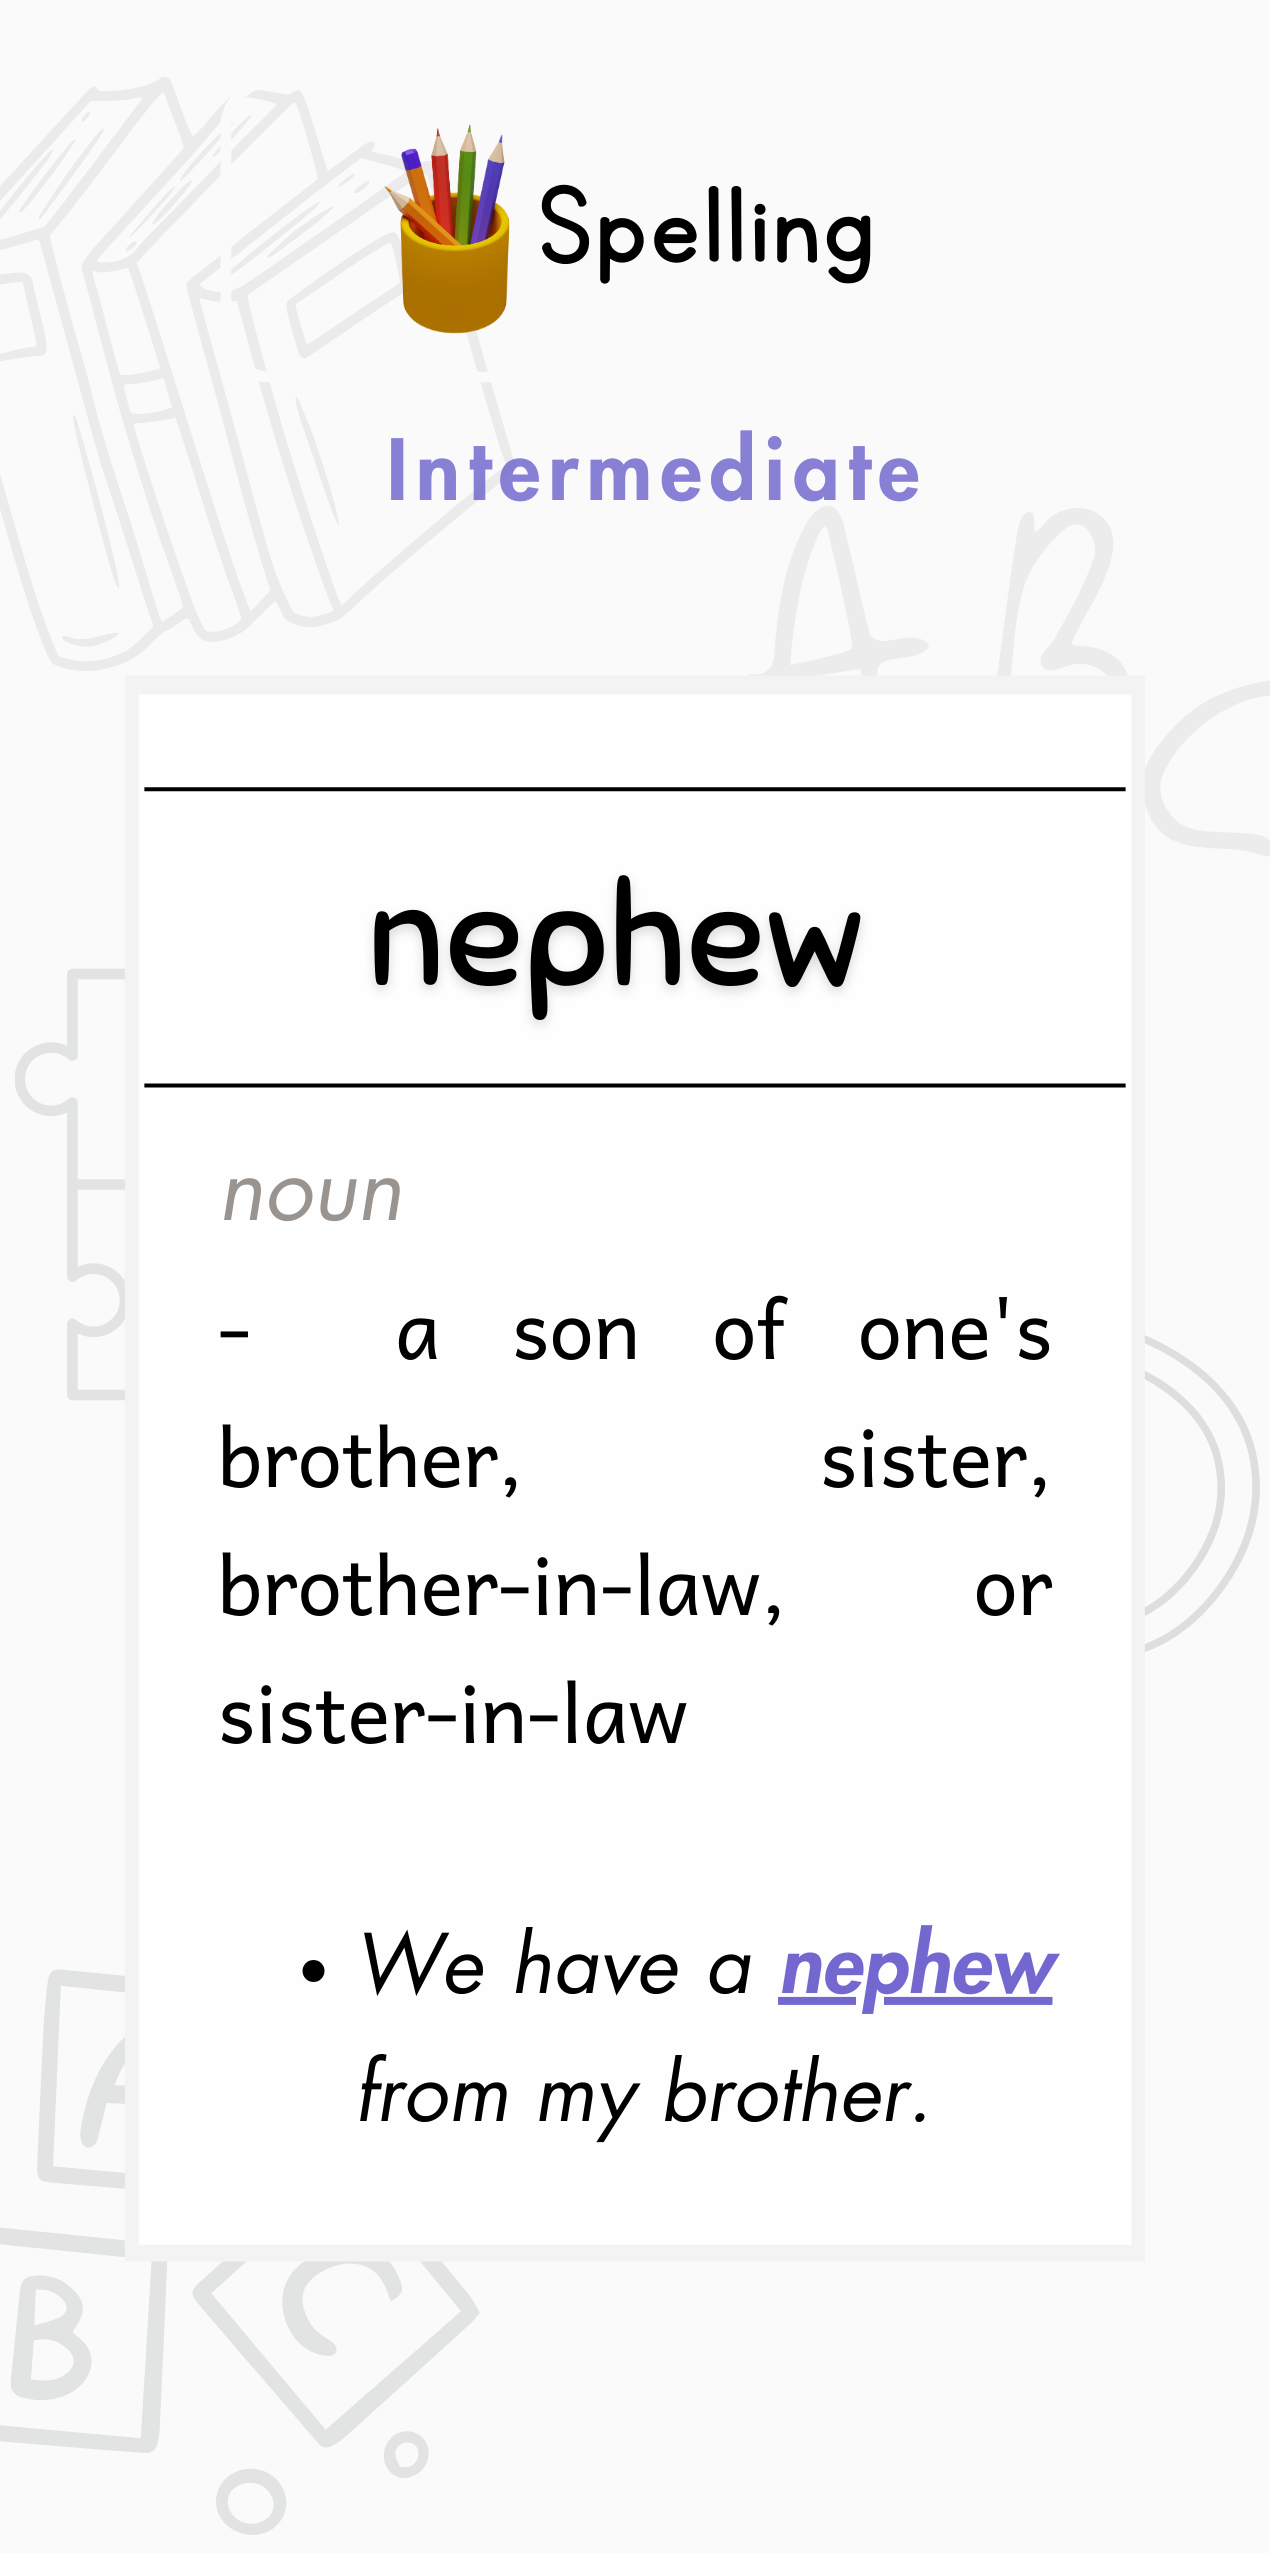 Spelling
Intermediate
A B C
nephew
noun
- a son of one's
brother, sister,
brother-in-law, or
sister-in-law
• We have a nephew
from my brother.
A
B C